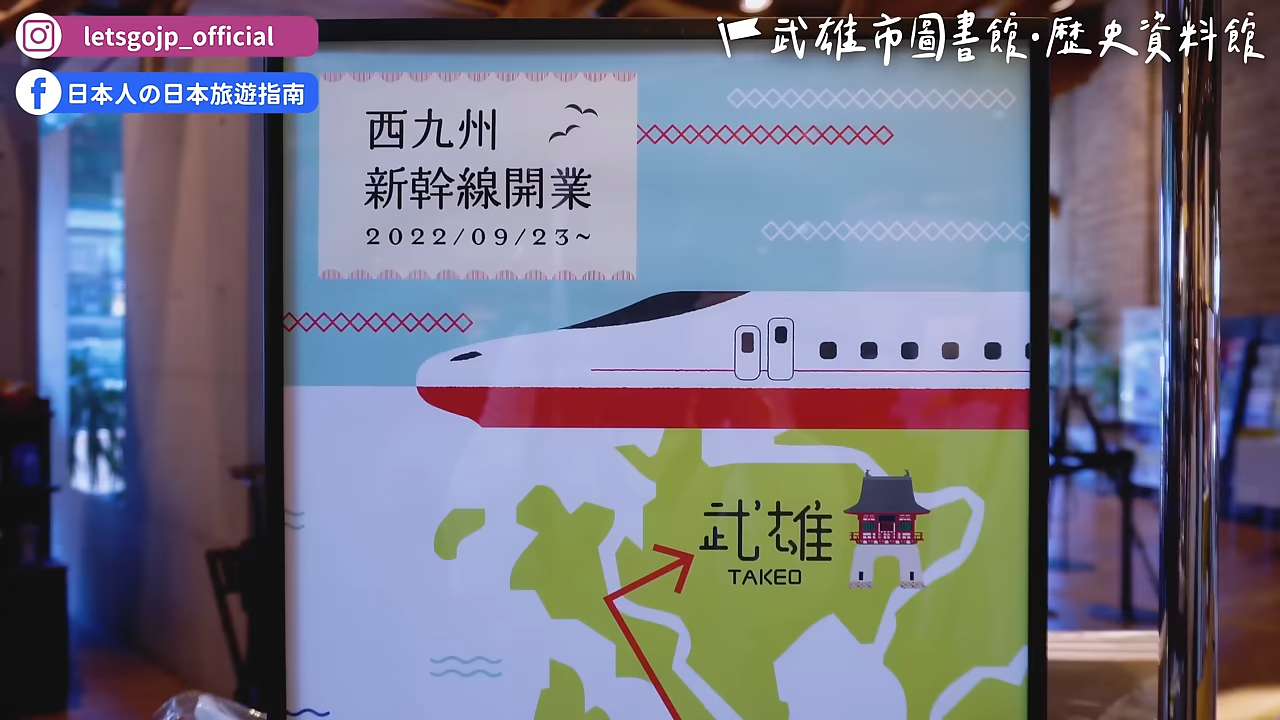 letsgojp_official
日本人の日本旅遊指南
武雄市圖書館・歷史資料館
西九州
新幹線開業
2022/09/23~
武雄
TAKEO